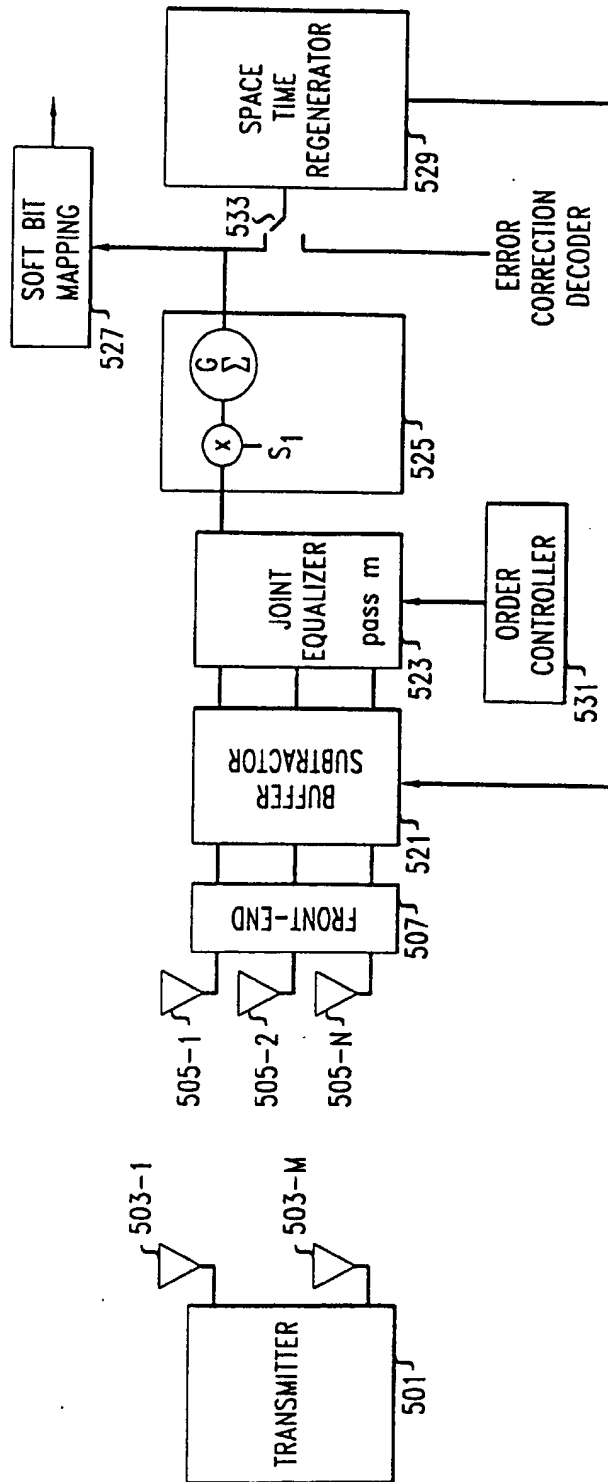 TRANSMITTER
501
503-1
503-M
505-1
505-2
505-N
FRONT-END
507
BUFFER
SUBTRACTOR
521
JOINT
EQUALIZER
pass m
523
ORDER
CONTROLLER
531
x
S1
G
Σ
525
SOFT BIT
MAPPING
527
533
ERROR
CORRECTION
DECODER
SPACE
TIME
REGENERATOR
529